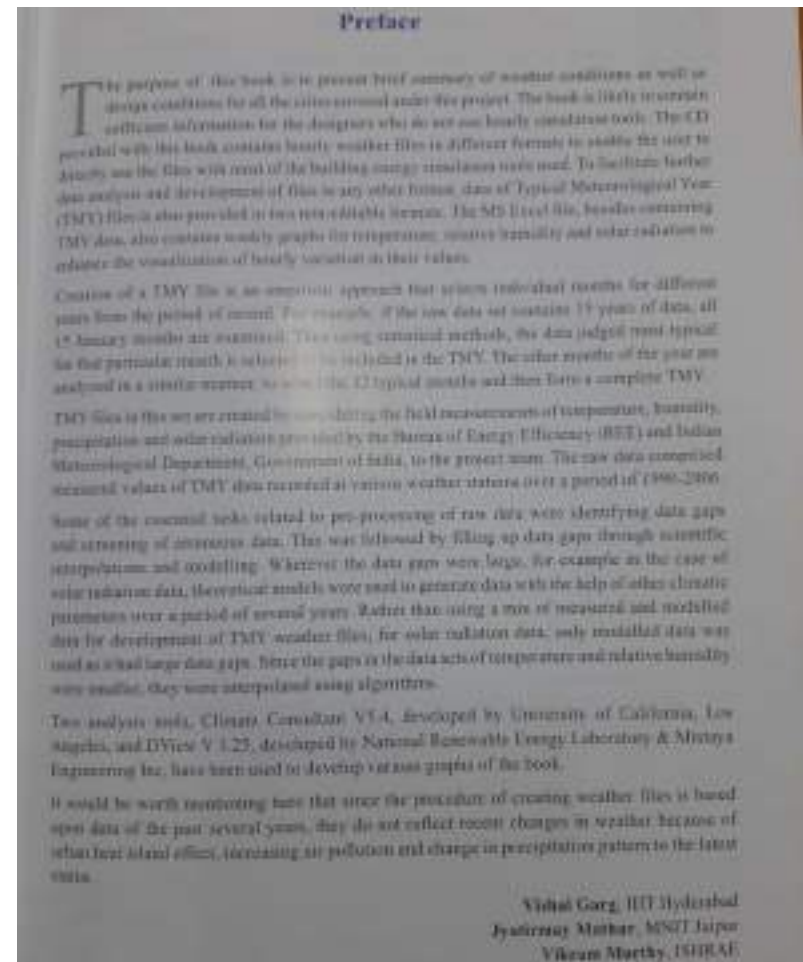 Preface
The purpose of this book is to present brief summary of weather conditions as well as
design conditions for all the cities covered under this project. The book is likely to contain
sufficient information for the designers who do not use hourly simulation tools. The CD
provided with this book contains hourly weather files in different formats to enable the user to
directly use the files with most of the building energy simulation tools used. To facilitate further
data analysis and development of files in any other format, data of Typical Meteorological Year
(TMY) files is also provided in two text-editable formats. The MS Excel file, besides containing
TMY data, also contains weekly graphs for temperature, relative humidity and solar radiation to
enhance the visualization of hourly variation in their values.
Creation of a TMY file is an empirical approach that selects individual months for different
years from the period of record. For example, if the raw data set contains 15 years of data, all
15 January months are examined. Then using statistical methods, the data judged most typical
for that particular month is selected to be included in the TMY. The other months of the year are
analyzed in a similar manner, to select the 12 typical months and then form a complete TMY.
TMY files in this set are created by the field measurements of temperature, humidity,
precipitation and solar radiation provided by the Bureau of Energy Efficiency (BEE) and Indian
Meteorological Department, Government of India, to the project team. The raw data comprised
measured values of TMY data recorded at various weather stations over a period of
Some of the essential tasks related to pre-processing of raw data were identifying data gaps
and screening of erroneous data. This was followed by filling up data gaps through scientific
interpolations and modelling. Wherever the data gaps were large, for example in the case of
solar radiation data, theoretical models were used to generate data with the help of other climatic
parameters over a period of several years. Rather than using a mix of measured and modelled
data for development of TMY weather files, for solar radiation data, only modelled data was
used as it had large data gaps. Since the gaps in the data sets of temperature and relative humidity
were smaller, they were interpolated using algorithms.
Two analysis tools, Climate Consultant V5.4, developed by University of California, Los
Angeles, and DView V 1.25, developed by National Renewable Energy Laboratory & Mistaya
Engineering Inc, have been used to develop various graphs of the book.
It would be worth mentioning here that since the procedure of creating weather files is based
upon data of the past several years, they do not reflect recent changes in weather because of
urban heat island effect, increasing air pollution and change in precipitation pattern to the latest
Vishal Garg, IIIT Hyderabad
Jyotirmay Mathur, MNIT Jaipur
Vikram Murthy, ISHRAE